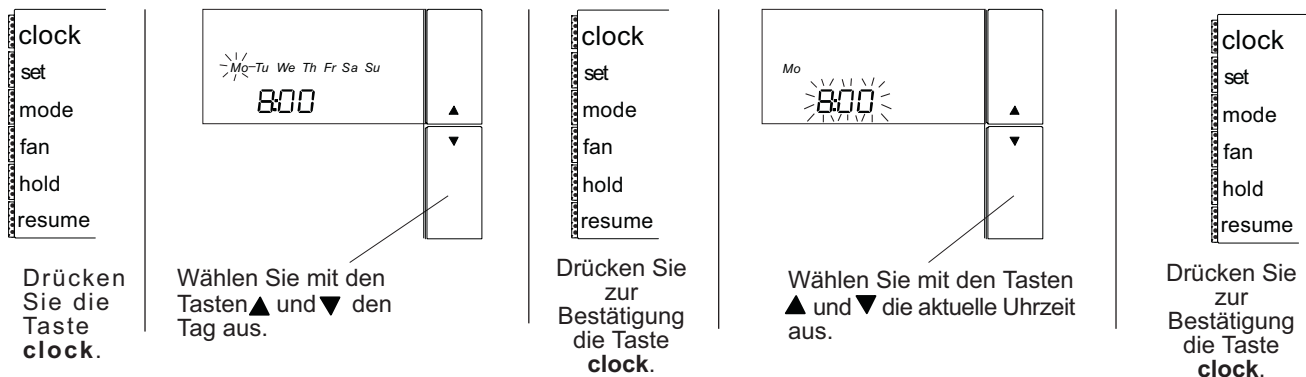 clock
set
mode
fan
hold
resume
Drücken
Sie die
Taste
clock.
Mo Tu We Th Fr Sa Su
8:00
▲
▼
Wählen Sie mit den
Tasten▲ und▼ den
Tag aus.
clock
set
mode
fan
hold
resume
Drücken Sie
zur
Bestätigung
die Taste
clock.
Mo
8:00
▲
▼
Wählen Sie mit den Tasten
▲ und▼ die aktuelle Uhrzeit
aus.
clock
set
mode
fan
hold
resume
Drücken Sie
zur
Bestätigung
die Taste
clock.